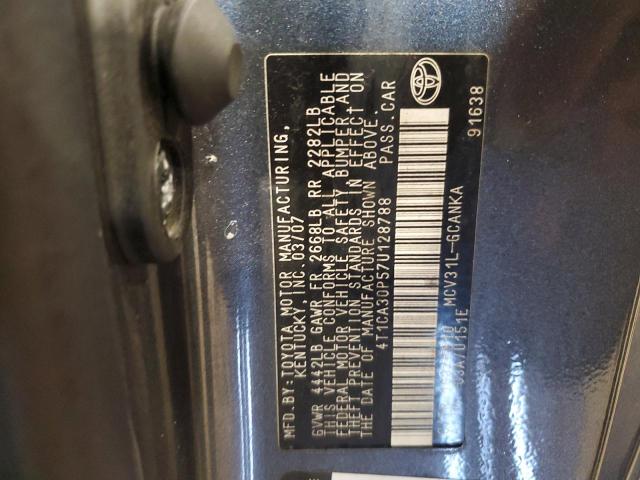 MFD.BY:TOYOTA MOTOR MANUFACTURING,
KENTUCKY, INC. 03/07
GVWR 4442LB GAWR FR 2668LB RR 2282LB
THIS VEHICLE CONFORMS TO ALL APPLICABLE
FEDERAL MOTOR VEHICLE SAFETY, BUMPER, AND
THEFT PREVENTION STANDARDS IN EFFECT ON
THE DATE OF MANUFACTURE SHOWN ABOVE.
4T1CA30P57U128788 PASS.CAR
MCV31L-GCANKA
/U151E
91638